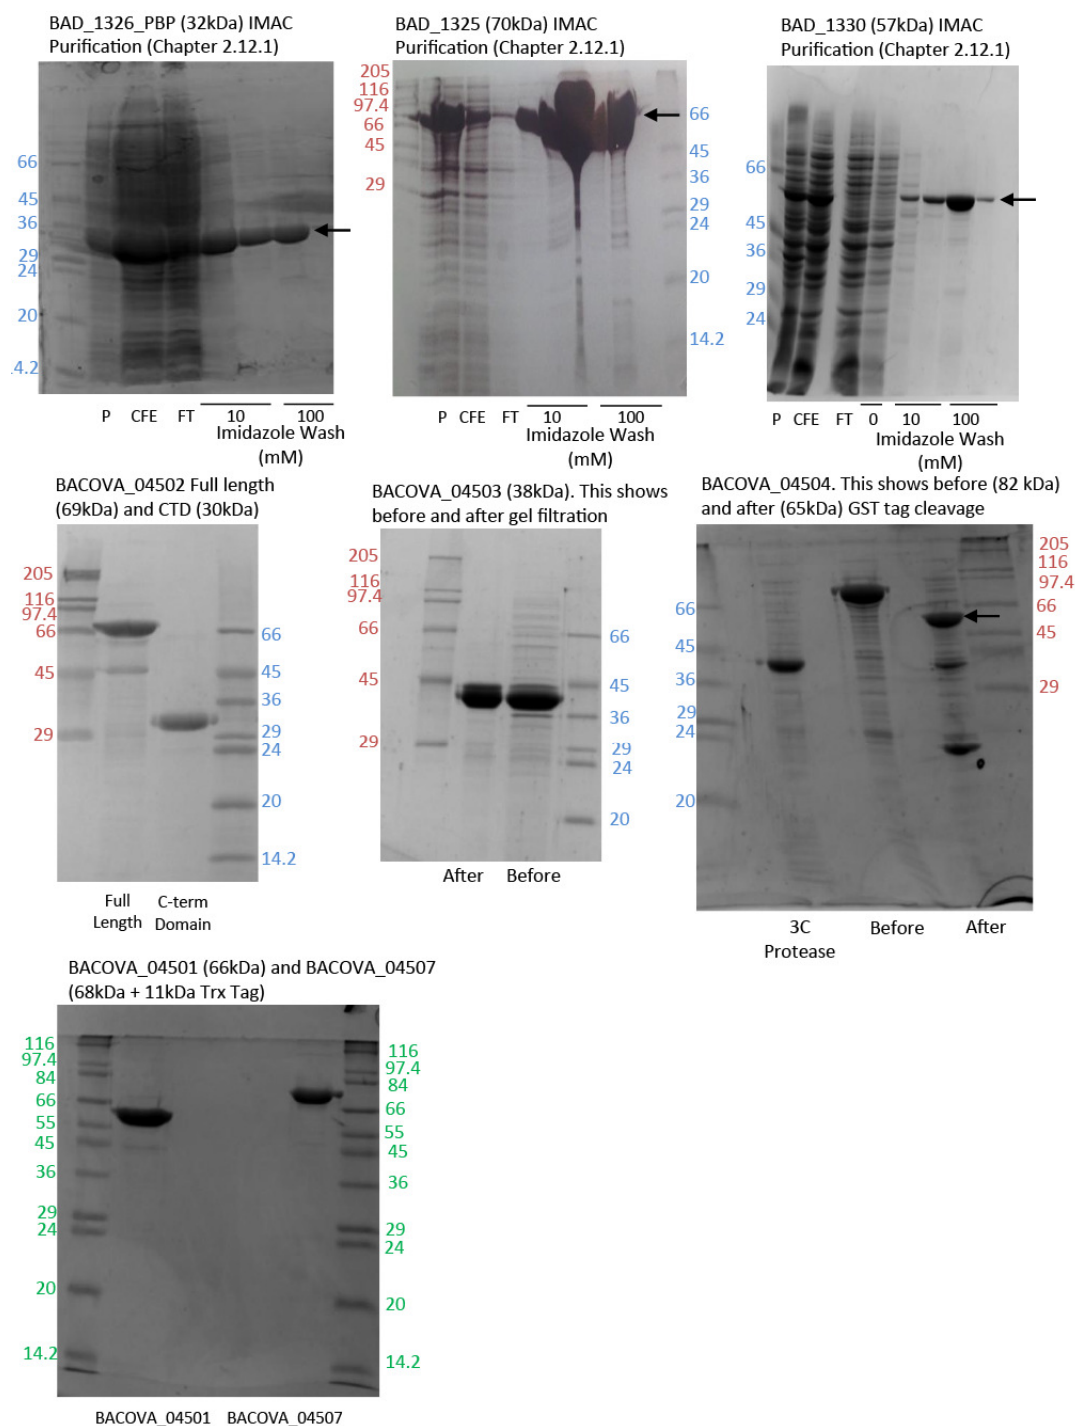 BAD_1326_PBP (32kDa) IMAC
Purification (Chapter 2.12.1)
66
45
36
29
24
20
.4.2
P CFE FT 10 100
Imidazole Wash
(mM)
BAD_1325 (70kDa) IMAC
Purification (Chapter 2.12.1)
205
116
97.4
66
45
29
66
45
36
29
24
20
14.2
P CFE FT 10 100
Imidazole Wash
(mM)
BAD_1330 (57kDa) IMAC
Purification (Chapter 2.12.1)
66
45
36
29
24
P CFE FT 0 10 100
Imidazole Wash
(mM)
BACOVA_04502 Full length
(69kDa) and CTD (30kDa)
205
116
97.4
66
45
29
66
45
36
29
24
20
14.2
Full C-term
Length Domain
BACOVA_04503 (38kDa). This shows
before and after gel filtration
205
116
97.4
66
45
29
66
45
36
29
24
20
After Before
BACOVA_04504. This shows before (82 kDa)
and after (65kDa) GST tag cleavage
66
45
36
29
24
20
205
116
97.4
66
45
29
3C Before After
Protease
BACOVA_04501 (66kDa) and BACOVA_04507
(68kDa + 11kDa Trx Tag)
116
97.4
84
66
55
45
36
29
24
20
14.2
116
97.4
84
66
55
45
36
29
24
20
14.2
BACOVA_04501 BACOVA_04507